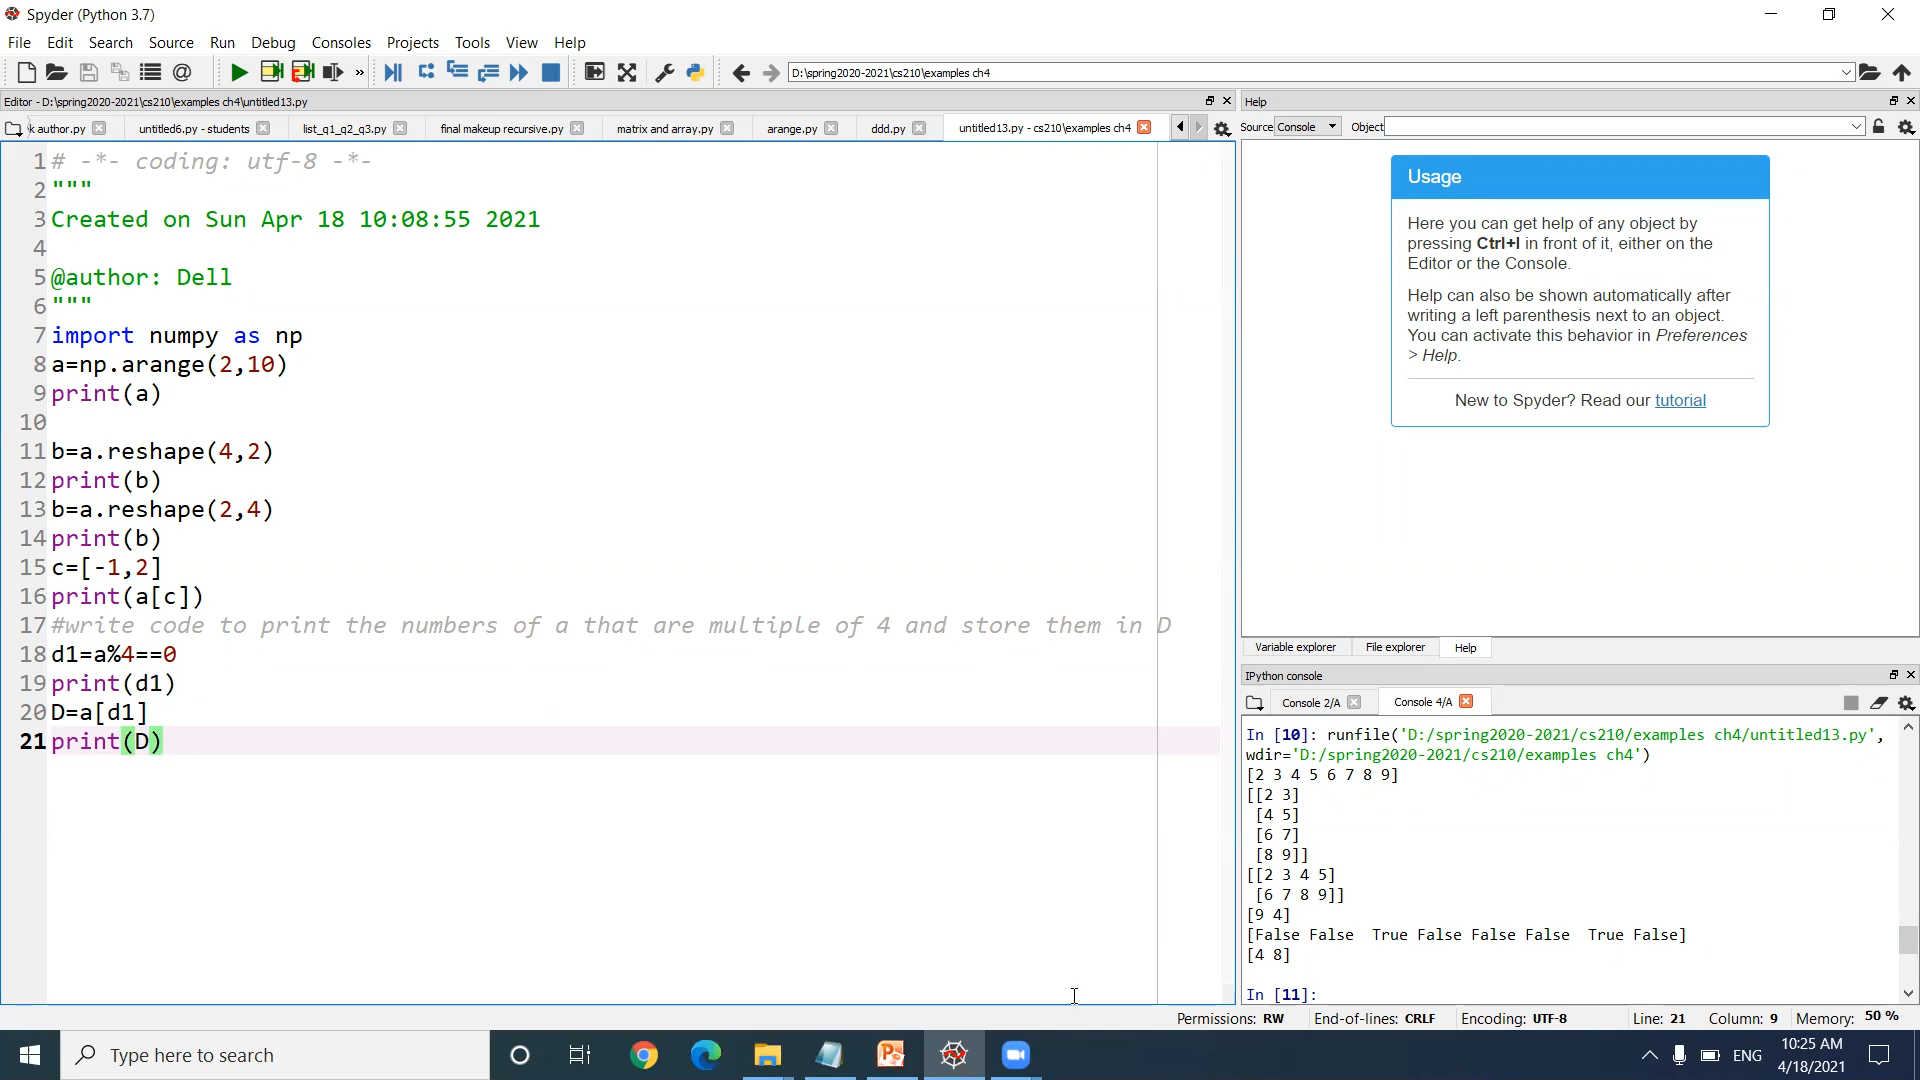 Spyder (Python 3.7)
File Edit Search Source Run Debug Consoles Projects Tools View Help
D:\spring2020-2021\cs210\examples ch4
Editor - D:\spring2020-2021\cs210\examples ch4\untitled13.py
k author.py untitled6.py - students list_q1_q2_q3.py final makeup recursive.py matrix and array.py arange.py ddd.py untitled13.py - cs210\examples ch4
1 # -*- coding: utf-8 -*-
2 """
3 Created on Sun Apr 18 10:08:55 2021
4
5 @author: Dell
6 """
7 import numpy as np
8 a=np.arange(2,10)
9 print(a)
10
11 b=a.reshape(4,2)
12 print(b)
13 b=a.reshape(2,4)
14 print(b)
15 c=[-1,2]
16 print(a[c])
17 #write code to print the numbers of a that are multiple of 4 and store them in D
18 d1=a%4==0
19 print(d1)
20 D=a[d1]
21 print(D)
Help
Source Console Object
Usage
Here you can get help of any object by
pressing Ctrl+I in front of it, either on the
Editor or the Console.
Help can also be shown automatically after
writing a left parenthesis next to an object.
You can activate this behavior in Preferences
> Help.
New to Spyder? Read our tutorial
Variable explorer File explorer Help
IPython console
Console 2/A Console 4/A
In [10]: runfile('D:/spring2020-2021/cs210/examples ch4/untitled13.py',
wdir='D:/spring2020-2021/cs210/examples ch4')
[2 3 4 5 6 7 8 9]
[[2 3]
[4 5]
[6 7]
[8 9]]
[[2 3 4 5]
[6 7 8 9]]
[9 4]
[False False  True False False False  True False]
[4 8]
In [11]:
Permissions: RW End-of-lines: CRLF Encoding: UTF-8 Line: 21 Column: 9 Memory: 50 %
Type here to search
ENG
10:25 AM
4/18/2021